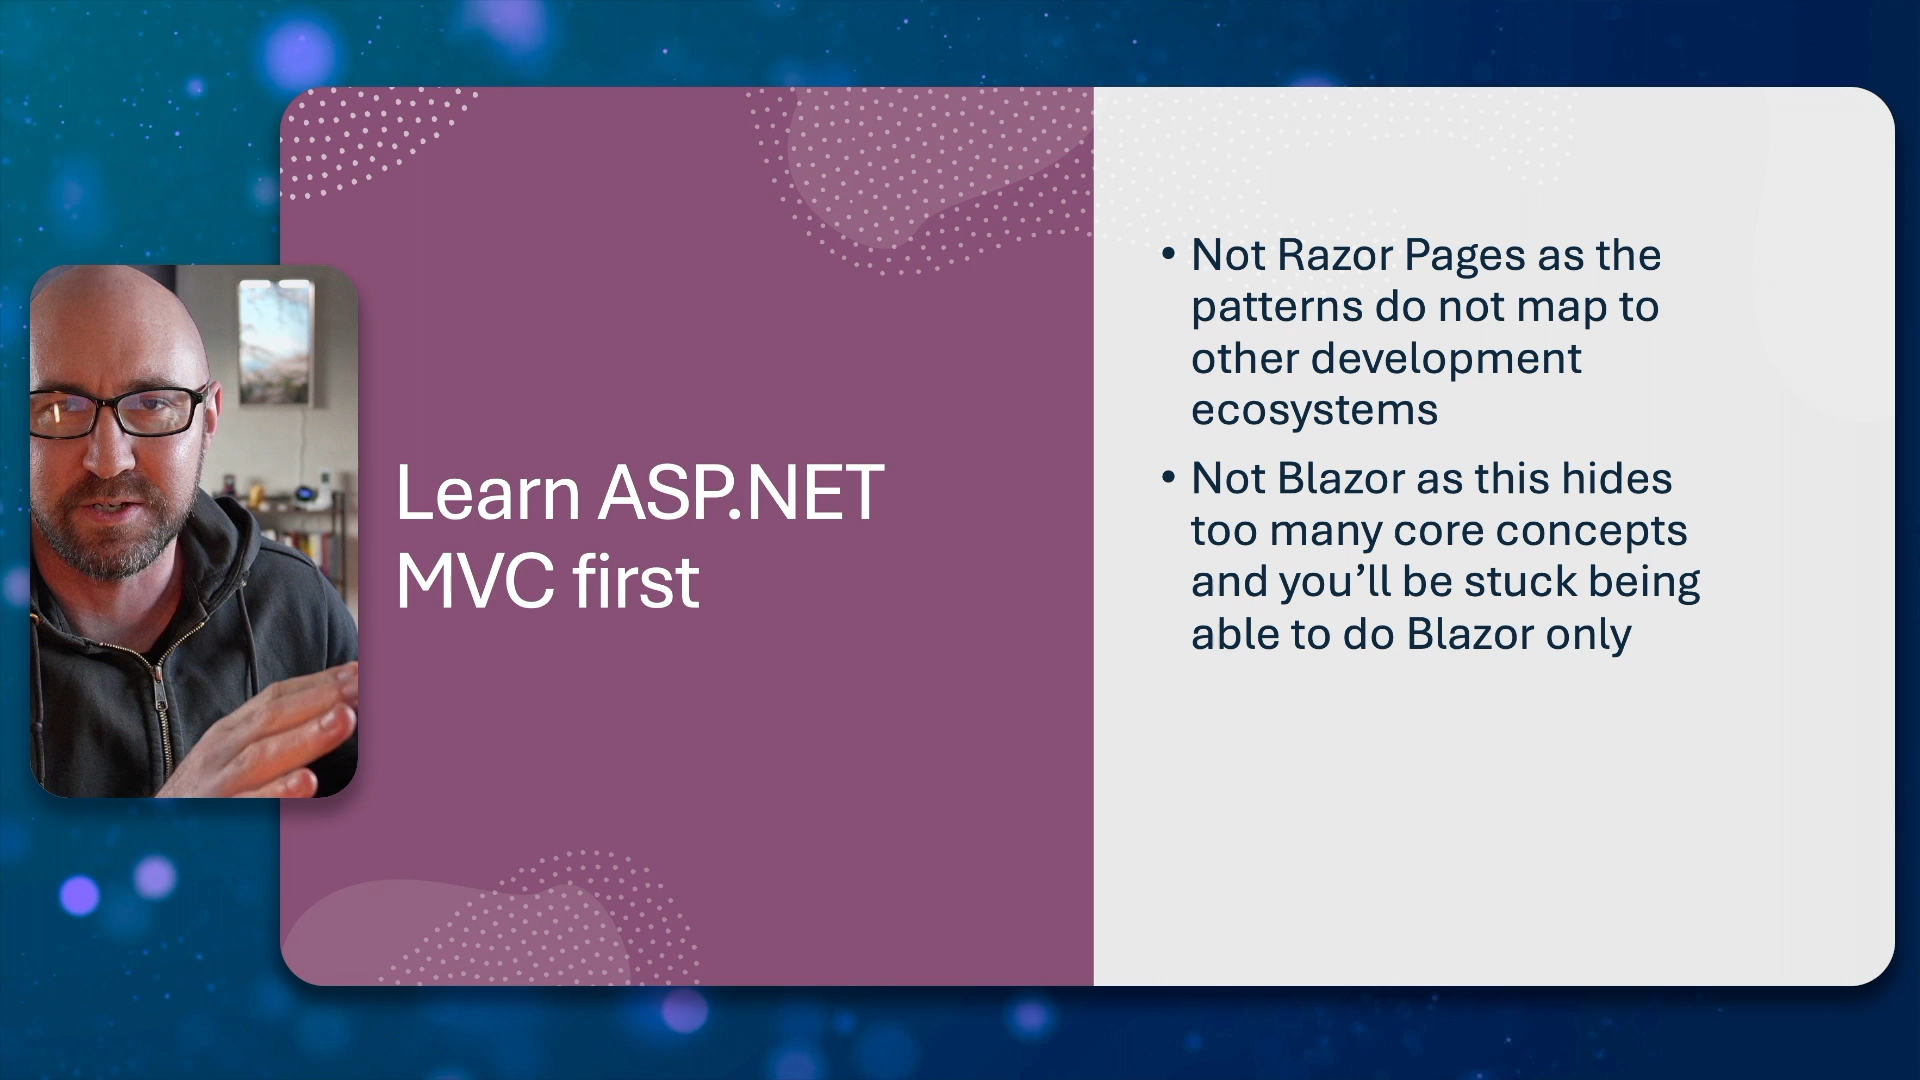 Learn ASP.NET
MVC first
• Not Razor Pages as the
patterns do not map to
other development
ecosystems
• Not Blazor as this hides
too many core concepts
and you’ll be stuck being
able to do Blazor only